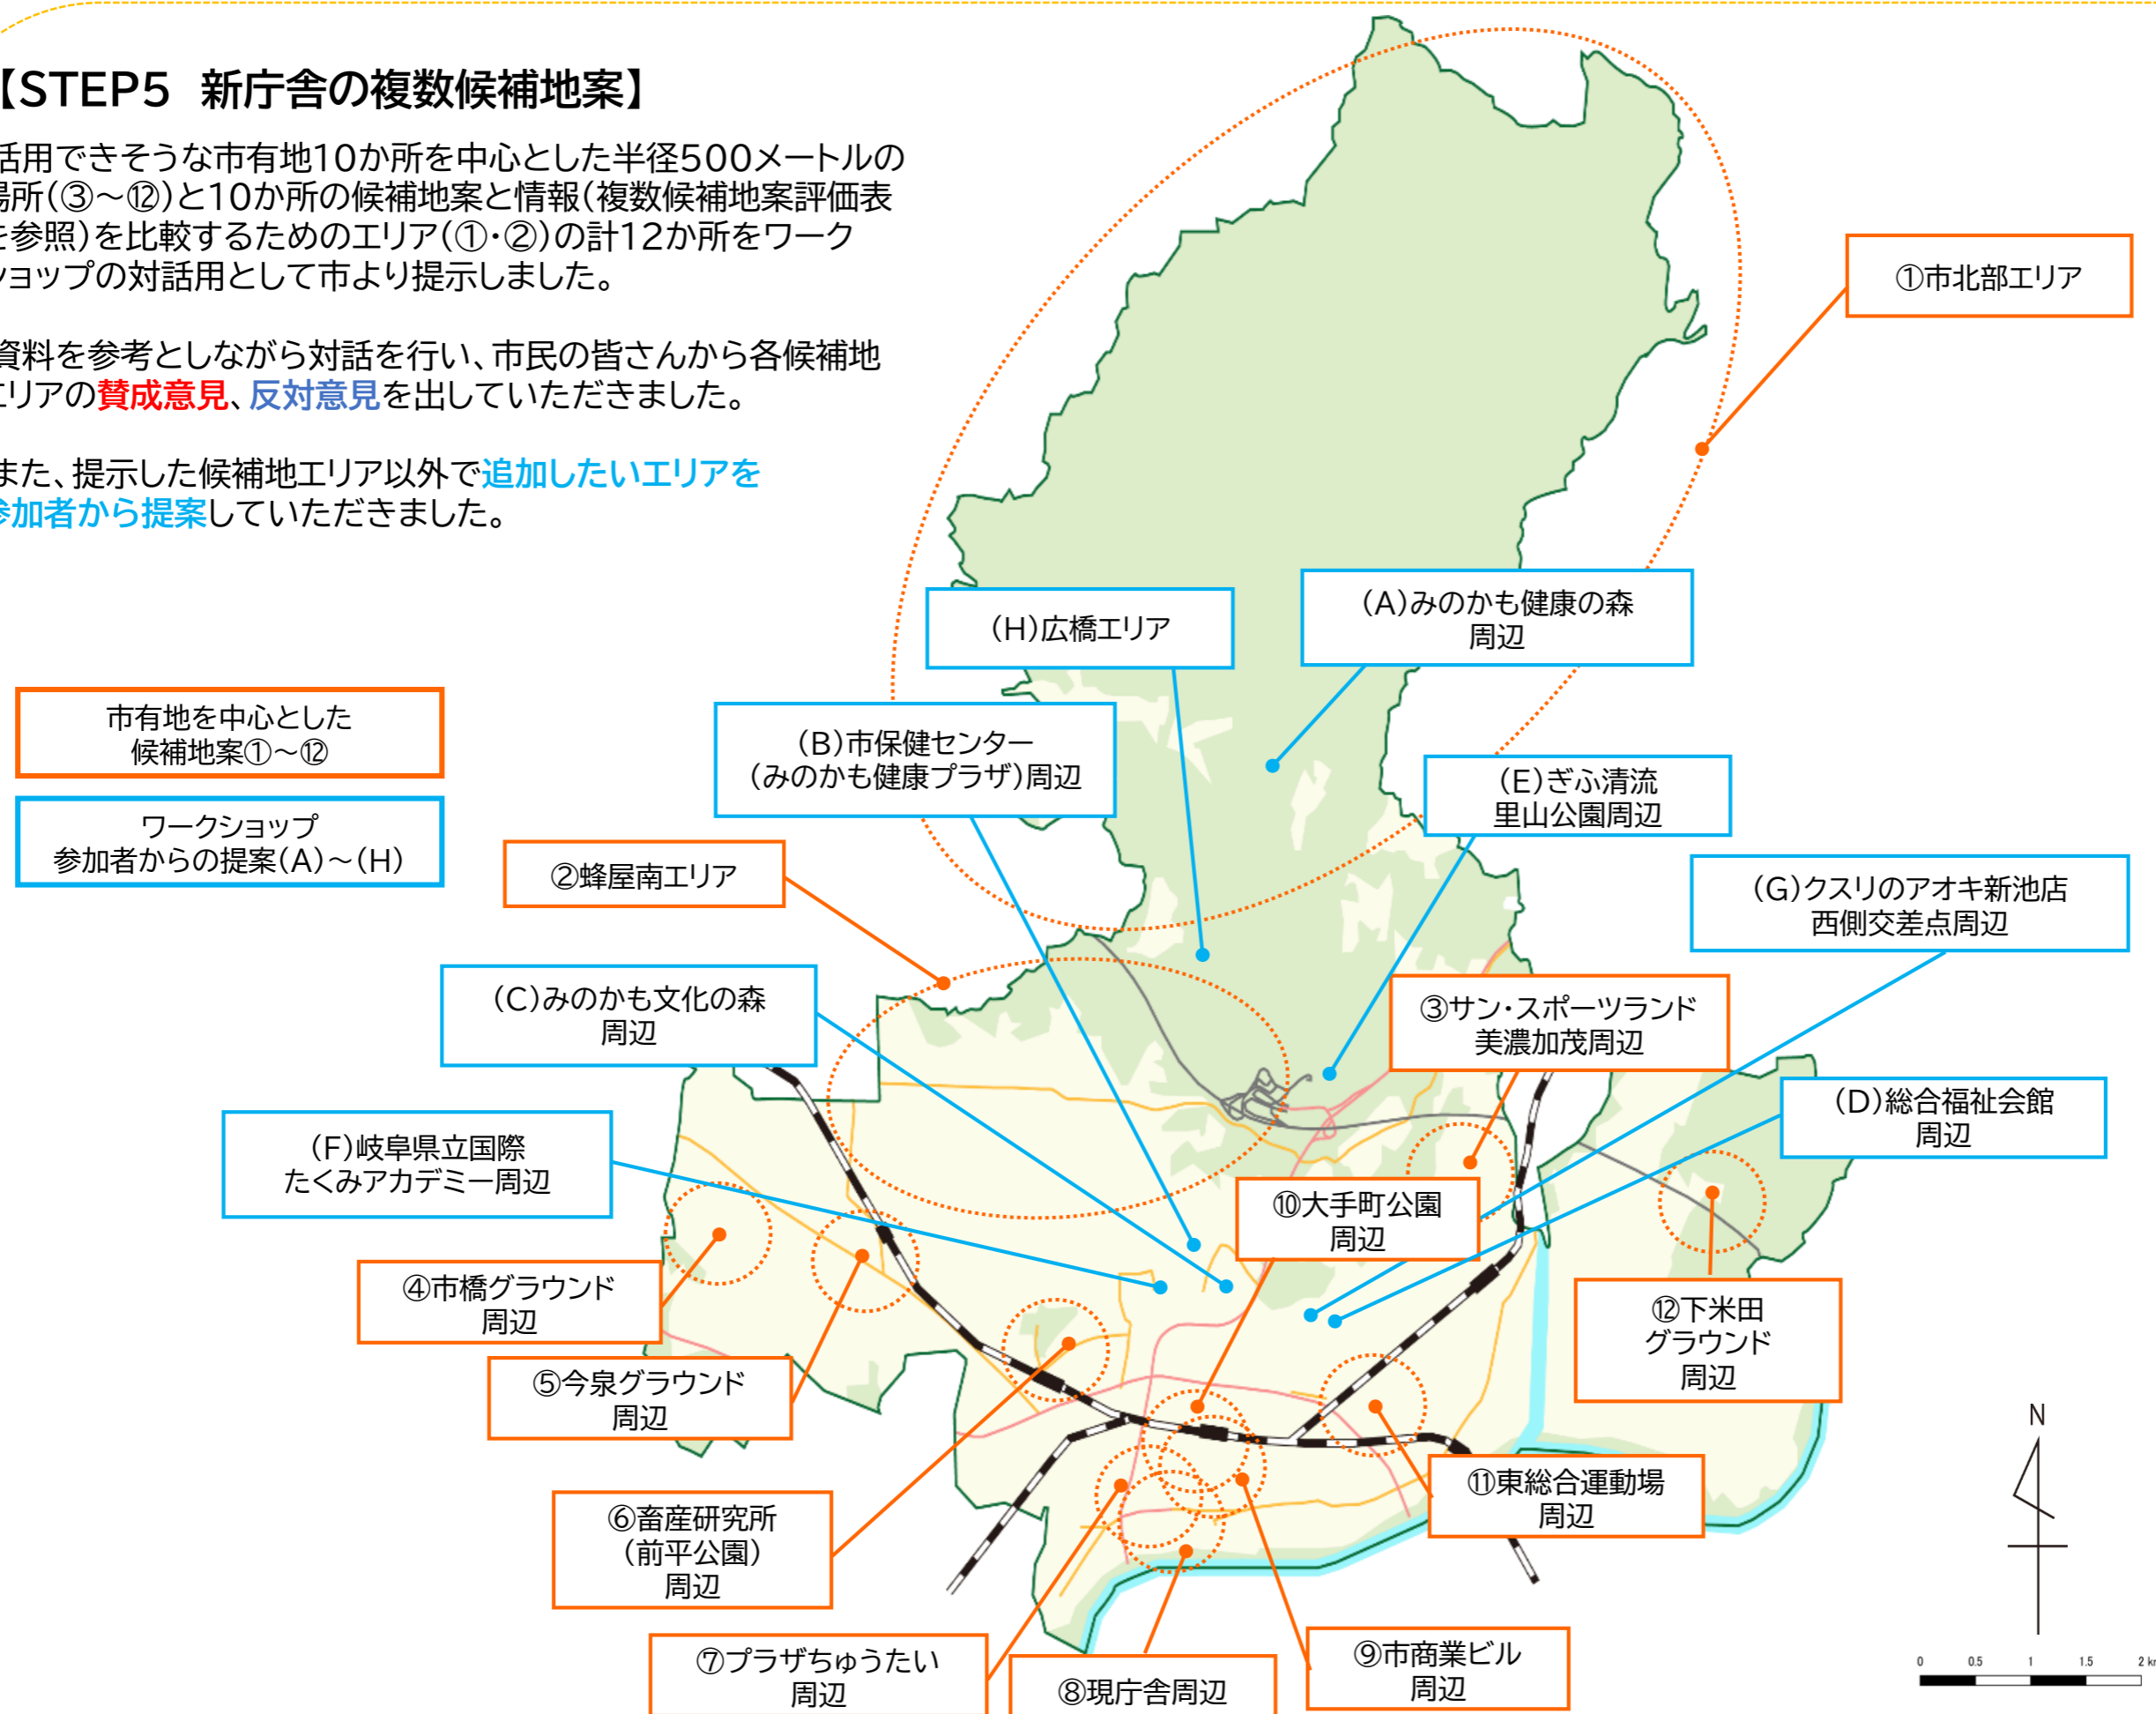 【STEP5 新庁舎の複数候補地案】
活用できそうな市有地10か所を中心とした半径500メートルの
場所(③～⑫)と10か所の候補地案と情報(複数候補地案評価表
を参照)を比較するためのエリア(①・②)の計12か所をワーク
ショップの対話用として市より提示しました。
資料を参考としながら対話を行い、市民の皆さんから各候補地
エリアの賛成意見、反対意見を出していただきました。
また、提示した候補地エリア以外で追加したいエリアを
参加者から提案していただきました。
①市北部エリア
(H)広橋エリア
(A)みのかも健康の森
周辺
市有地を中心とした
候補地案①～⑫
(B)市保健センター
(みのかも健康プラザ)周辺
(E)ぎふ清流
里山公園周辺
ワークショップ
参加者からの提案(A)～(H)
②蜂屋南エリア
(G)クスリのアオキ新池店
西側交差点周辺
(C)みのかも文化の森
周辺
③サン・スポーツランド
美濃加茂周辺
(D)総合福祉会館
周辺
(F)岐阜県立国際
たくみアカデミー周辺
⑩大手町公園
周辺
④市橋グラウンド
周辺
⑫下米田
グラウンド
周辺
⑤今泉グラウンド
周辺
⑪東総合運動場
周辺
⑥畜産研究所
(前平公園)
周辺
⑦プラザちゅうたい
周辺
⑧現庁舎周辺
⑨市商業ビル
周辺
N
0 0.5 1 1.5 2 km